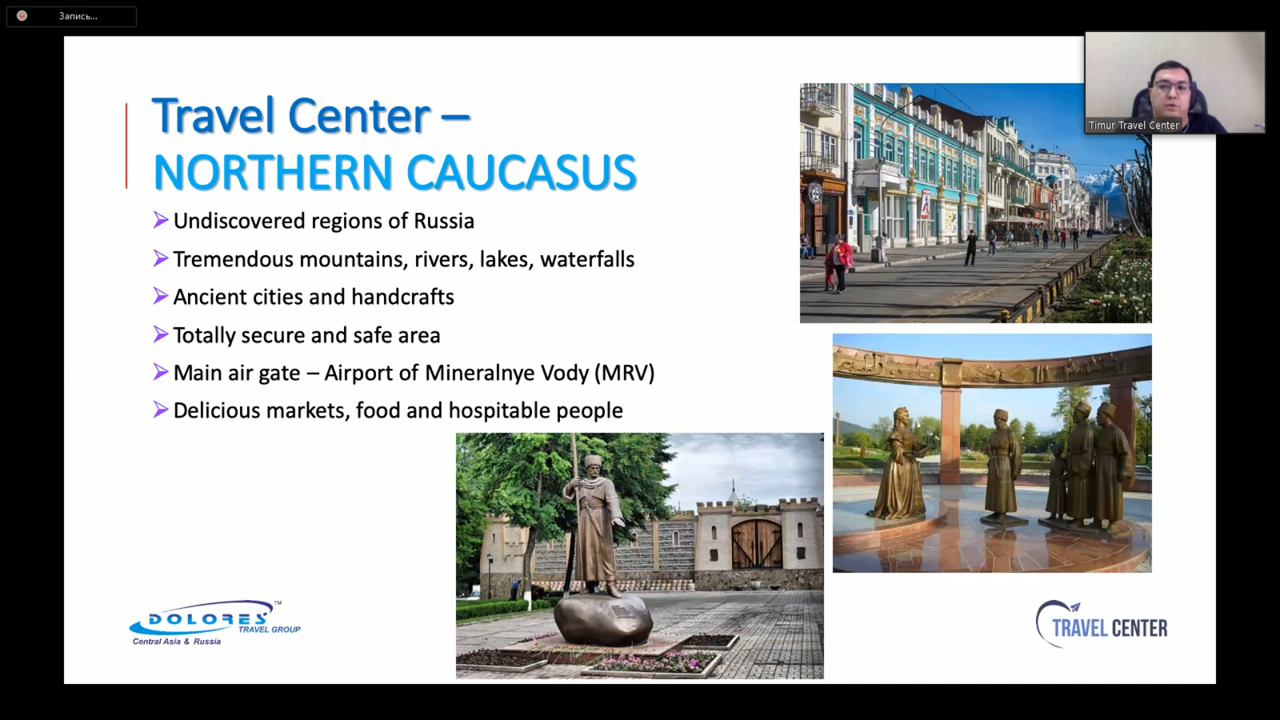 Запись...
Travel Center –
NORTHERN CAUCASUS
Undiscovered regions of Russia
Tremendous mountains, rivers, lakes, waterfalls
Ancient cities and handcrafts
Totally secure and safe area
Main air gate – Airport of Mineralnye Vody (MRV)
Delicious markets, food and hospitable people
Timur Travel Center
DOLORES™
TRAVEL GROUP
Central Asia & Russia
TRAVEL CENTER